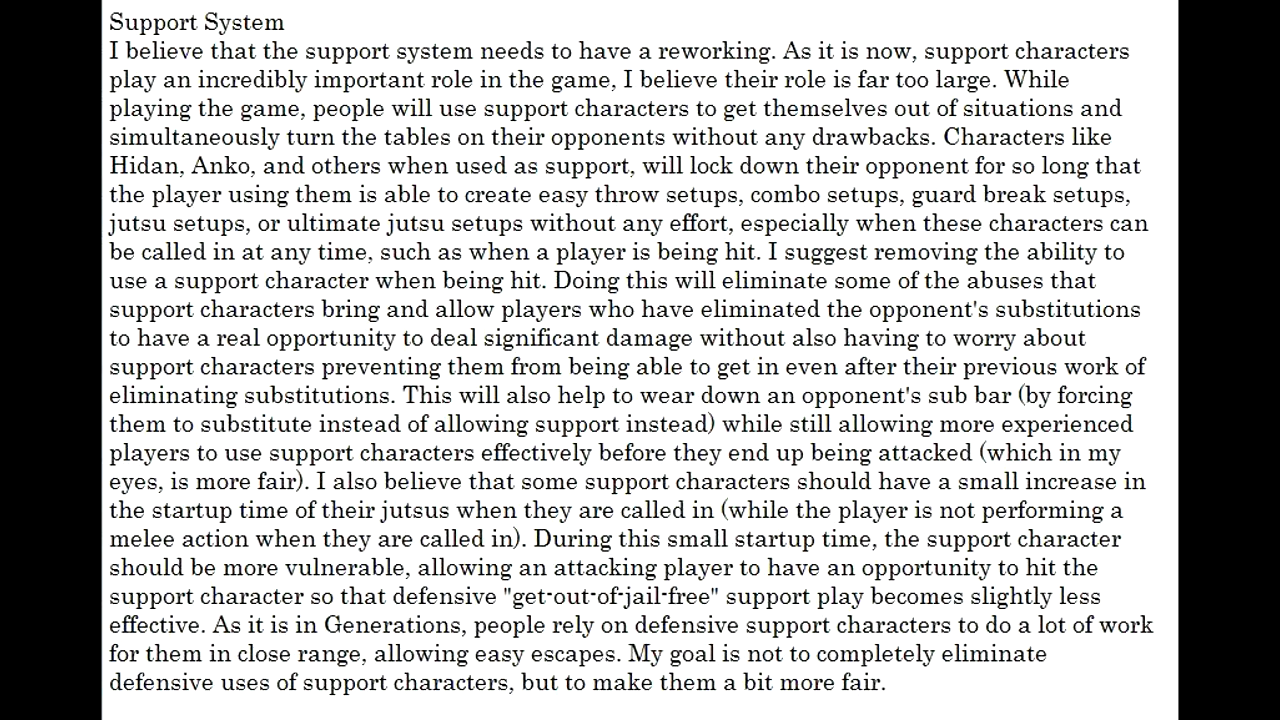 Support System
I believe that the support system needs to have a reworking. As it is now, support characters
play an incredibly important role in the game, I believe their role is far too large. While
playing the game, people will use support characters to get themselves out of situations and
simultaneously turn the tables on their opponents without any drawbacks. Characters like
Hidan, Anko, and others when used as support, will lock down their opponent for so long that
the player using them is able to create easy throw setups, combo setups, guard break setups,
jutsu setups, or ultimate jutsu setups without any effort, especially when these characters can
be called in at any time, such as when a player is being hit. I suggest removing the ability to
use a support character when being hit. Doing this will eliminate some of the abuses that
support characters bring and allow players who have eliminated the opponent's substitutions
to have a real opportunity to deal significant damage without also having to worry about
support characters preventing them from being able to get in even after their previous work of
eliminating substitutions. This will also help to wear down an opponent's sub bar (by forcing
them to substitute instead of allowing support instead) while still allowing more experienced
players to use support characters effectively before they end up being attacked (which in my
eyes, is more fair). I also believe that some support characters should have a small increase in
the startup time of their jutsus when they are called in (while the player is not performing a
melee action when they are called in). During this small startup time, the support character
should be more vulnerable, allowing an attacking player to have an opportunity to hit the
support character so that defensive "get-out-of-jail-free" support play becomes slightly less
effective. As it is in Generations, people rely on defensive support characters to do a lot of work
for them in close range, allowing easy escapes. My goal is not to completely eliminate
defensive uses of support characters, but to make them a bit more fair.